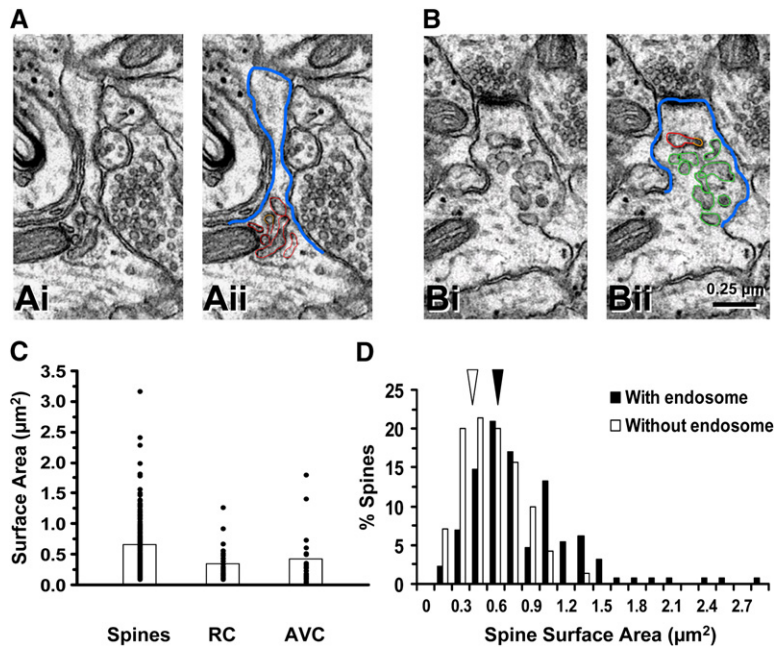 A
B
Ai
Aii
Bi
Bii
0.25 µm
C
Surface Area (µm²)
3.5
3.0
2.5
2.0
1.5
1.0
0.5
0.0
Spines RC AVC
D
With endosome
Without endosome
% Spines
25
20
15
10
5
0
0 0.3 0.6 0.9 1.2 1.5 1.8 2.1 2.4 2.7
Spine Surface Area (µm²)